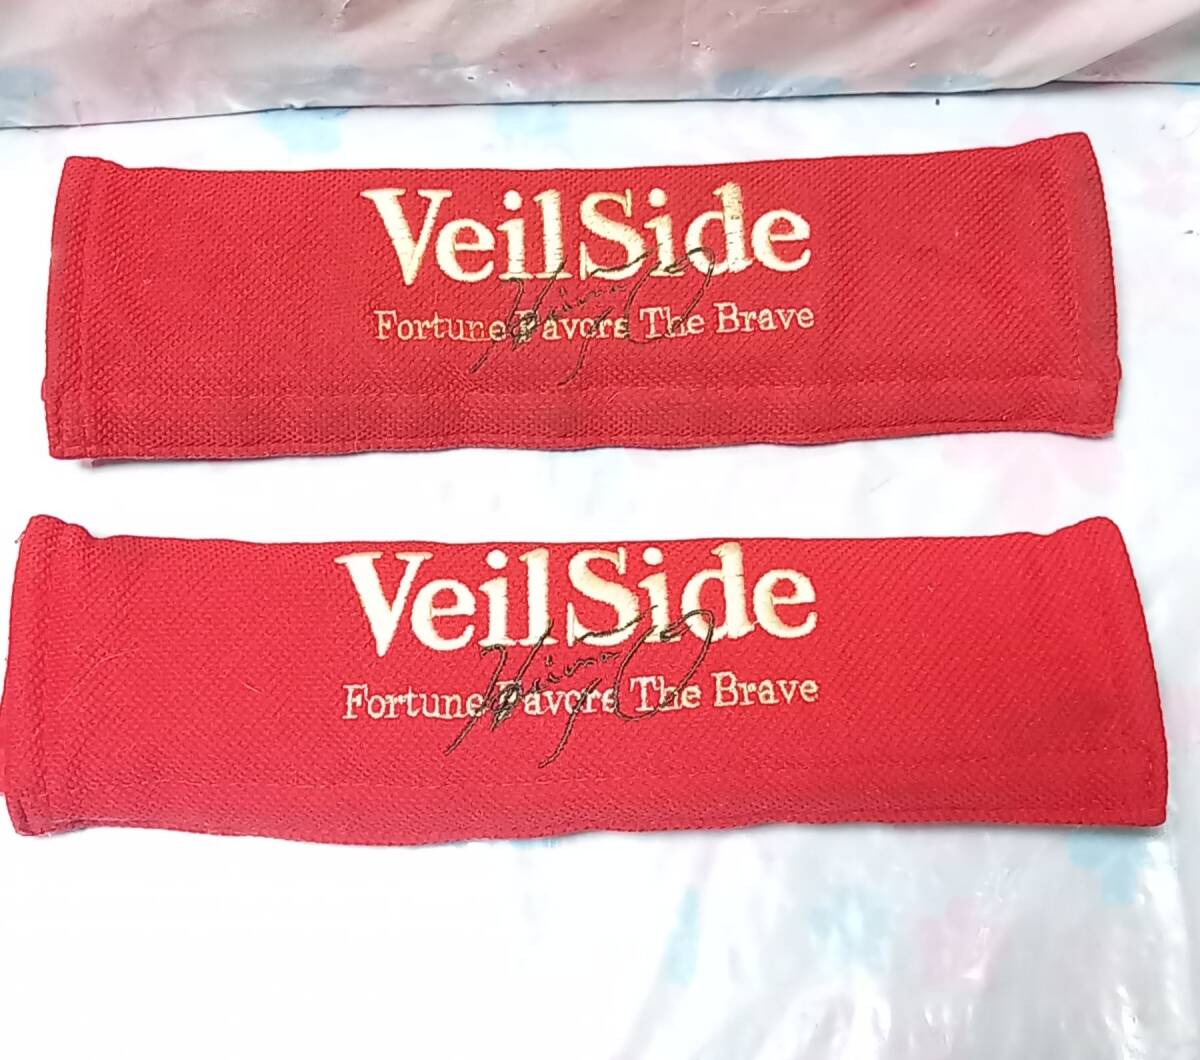 VeilSide
Fortune Favors The Brave
VeilSide
Fortune Favors The Brave